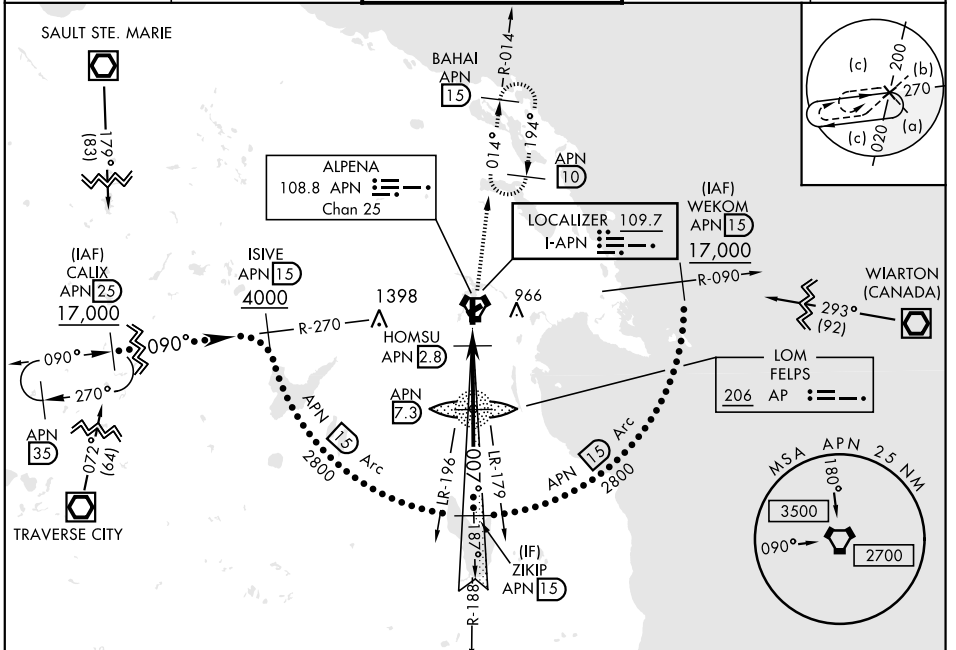 SAULT STE. MARIE
179°
(83)
BAHAI
APN
15
R-014
014°
194°
APN
10
(c)
200
(b)
270
(a)
(c)
020
ALPENA
108.8 APN
Chan 25
LOCALIZER 109.7
I-APN
(IAF)
WEKOM
APN 15
17,000
R-090
WIARTON
(CANADA)
293°
(92)
(IAF)
CALIX
APN 25
17,000
090°
090°
270°
APN
35
072°
(64)
TRAVERSE CITY
ISIVE
APN 15
4000
R-270
1398
966
HOMSU
APN 2.8
APN
7.3
LOM
FELPS
206 AP
APN 15 Arc
2800
APN 15 Arc
2800
LR-196
LR-179
007°
187°
R-188
(IF)
ZIKIP
APN 15
MSA APN 25 NM
180°
3500
090°
2700